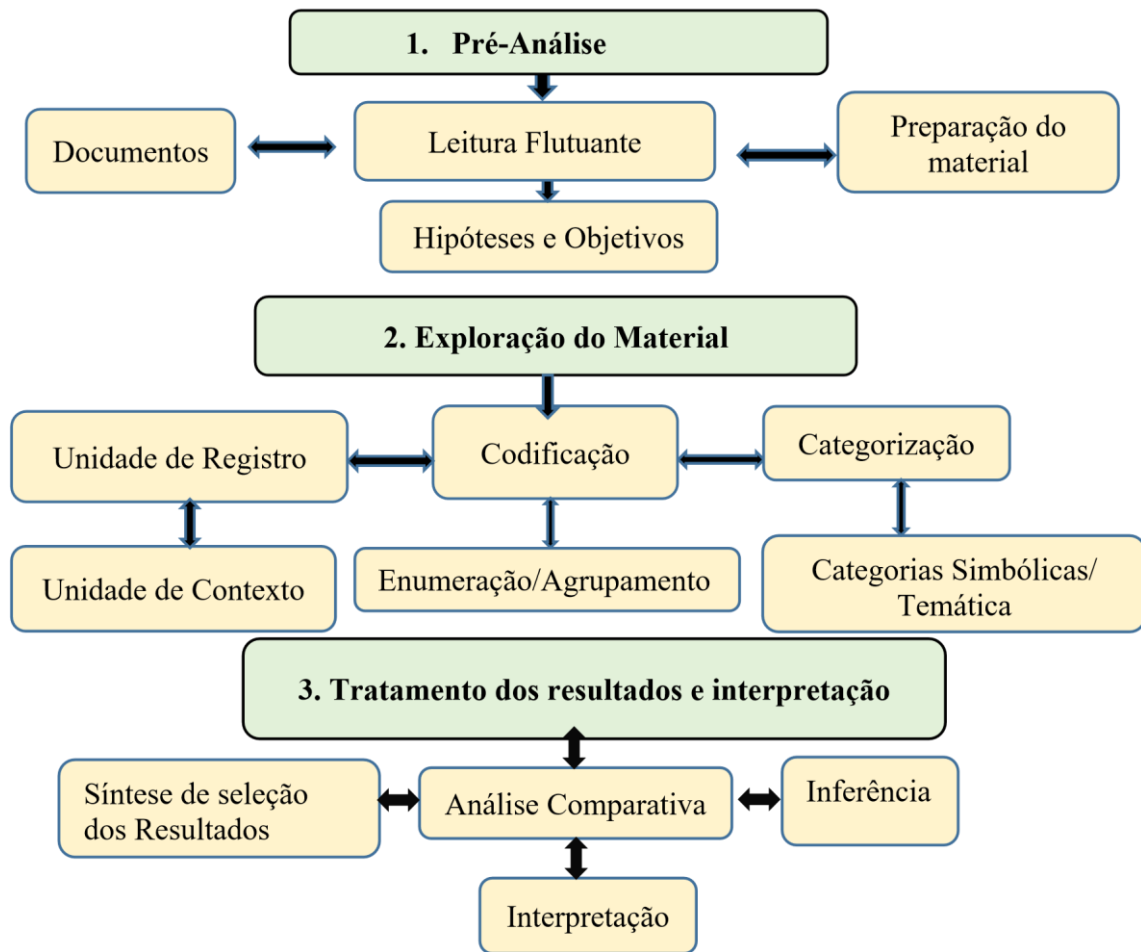 1. Pré-Análise
Documentos
Leitura Flutuante
Preparação do
material
Hipóteses e Objetivos
2. Exploração do Material
Unidade de Registro
Codificação
Categorização
Unidade de Contexto
Enumeração/Agrupamento
Categorias Simbólicas/
Temática
3. Tratamento dos resultados e interpretação
Síntese de seleção
dos Resultados
Análise Comparativa
Inferência
Interpretação